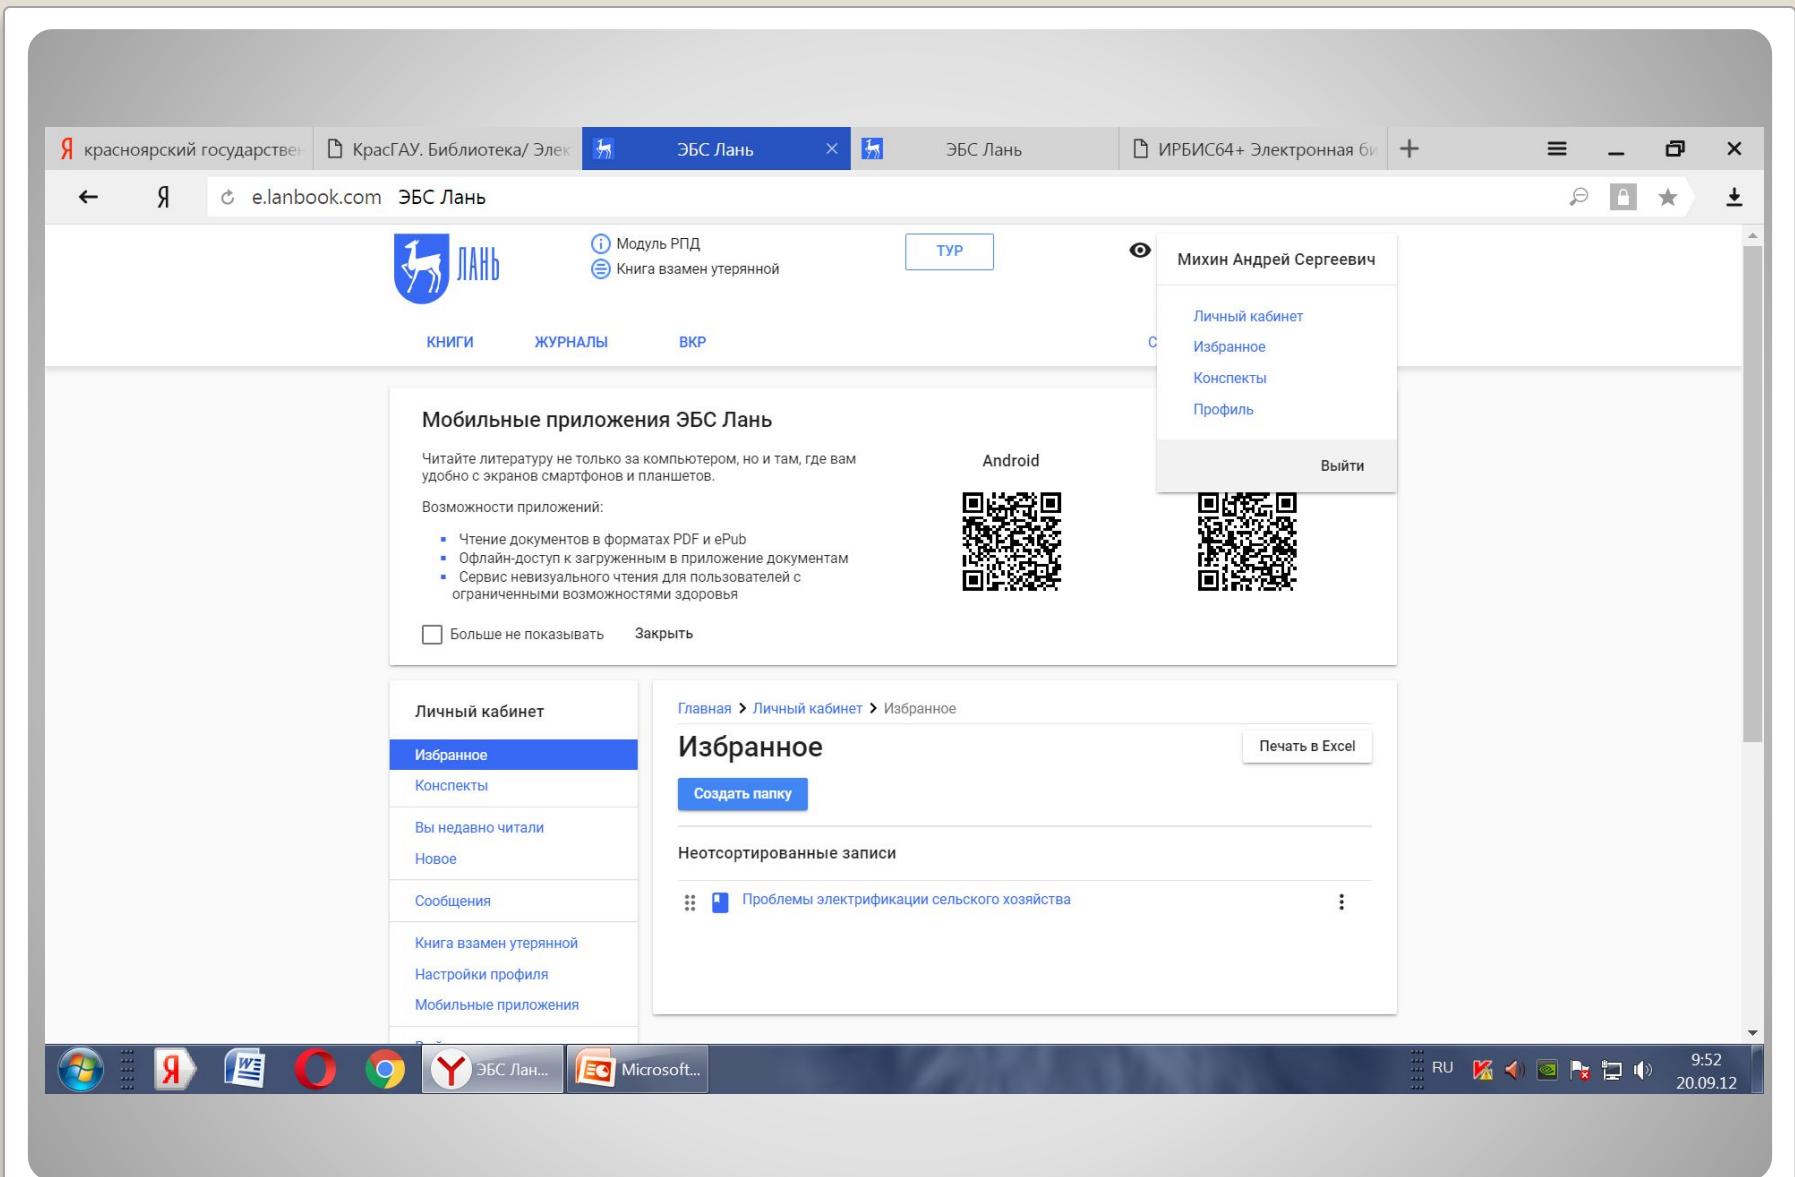 красноярский государствен
КрасГАУ. Библиотека/ Элек
ЭБС Лань
ЭБС Лань
ИРБИС64+ Электронная би
Я
e.lanbook.com ЭБС Лань
ЛАНЬ
Модуль РПД
Книга взамен утерянной
ТУР
Михин Андрей Сергеевич
Личный кабинет
Избранное
Конспекты
Профиль
Выйти
КНИГИ ЖУРНАЛЫ ВКР С
Мобильные приложения ЭБС Лань
Читайте литературу не только за компьютером, но и там, где вам
удобно с экранов смартфонов и планшетов.
Возможности приложений:
Чтение документов в форматах PDF и ePub
Офлайн-доступ к загруженным в приложение документам
Сервис невизуального чтения для пользователей с
ограниченными возможностями здоровья
Больше не показывать Закрыть
Android
Личный кабинет
Избранное
Конспекты
Вы недавно читали
Новое
Сообщения
Книга взамен утерянной
Настройки профиля
Мобильные приложения
Главная Личный кабинет Избранное
Избранное
Печать в Excel
Создать папку
Неотсортированные записи
Проблемы электрификации сельского хозяйства
ЭБС Лан...
Microsoft...
RU
9:52
20.09.12